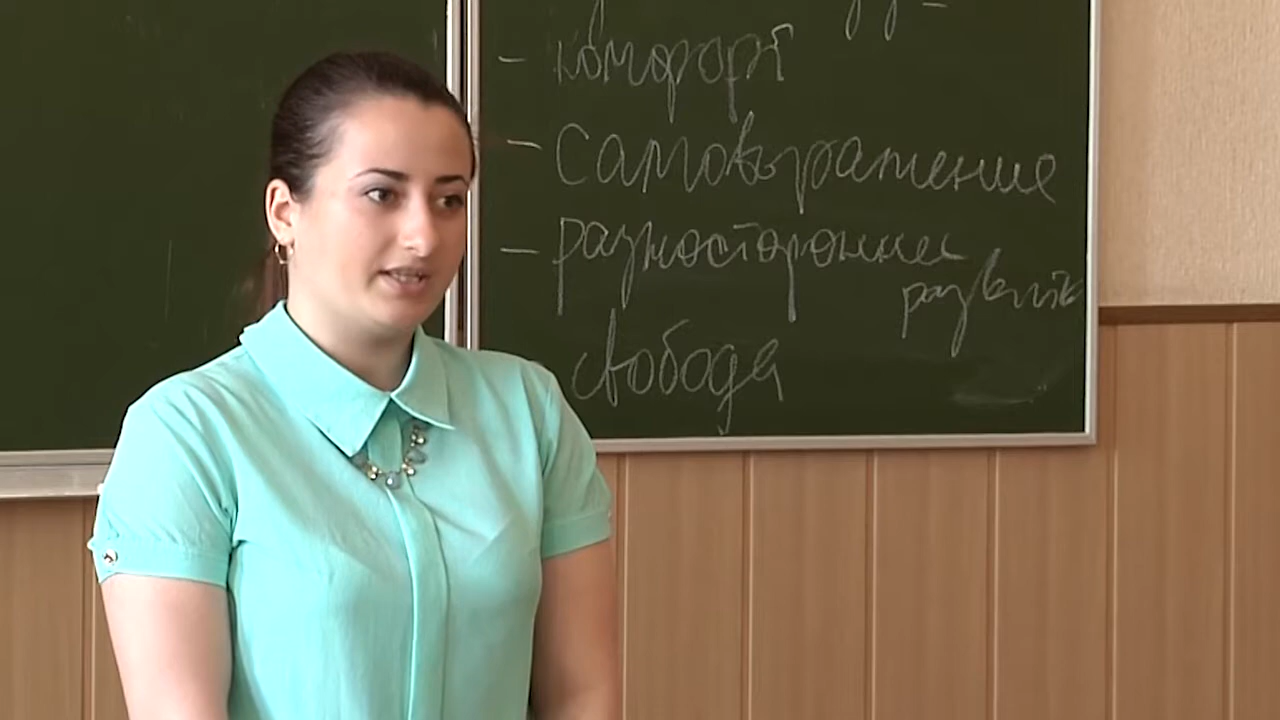 - комфорт
- самовыражение
- разностороннее
развитие
свобода